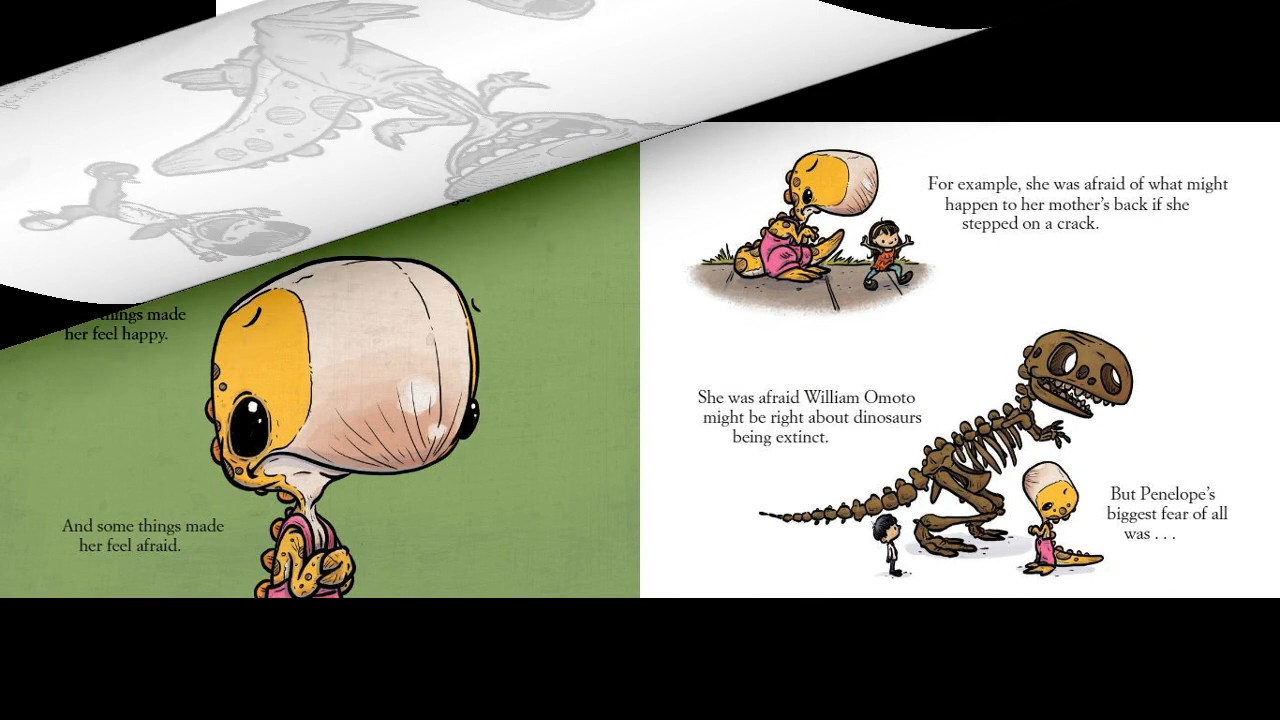 things made
her feel happy.
And some things made
her feel afraid.
For example, she was afraid of what might
happen to her mother's back if she
stepped on a crack.
She was afraid William Omoto
might be right about dinosaurs
being extinct.
But Penelope's
biggest fear of all
was . . .